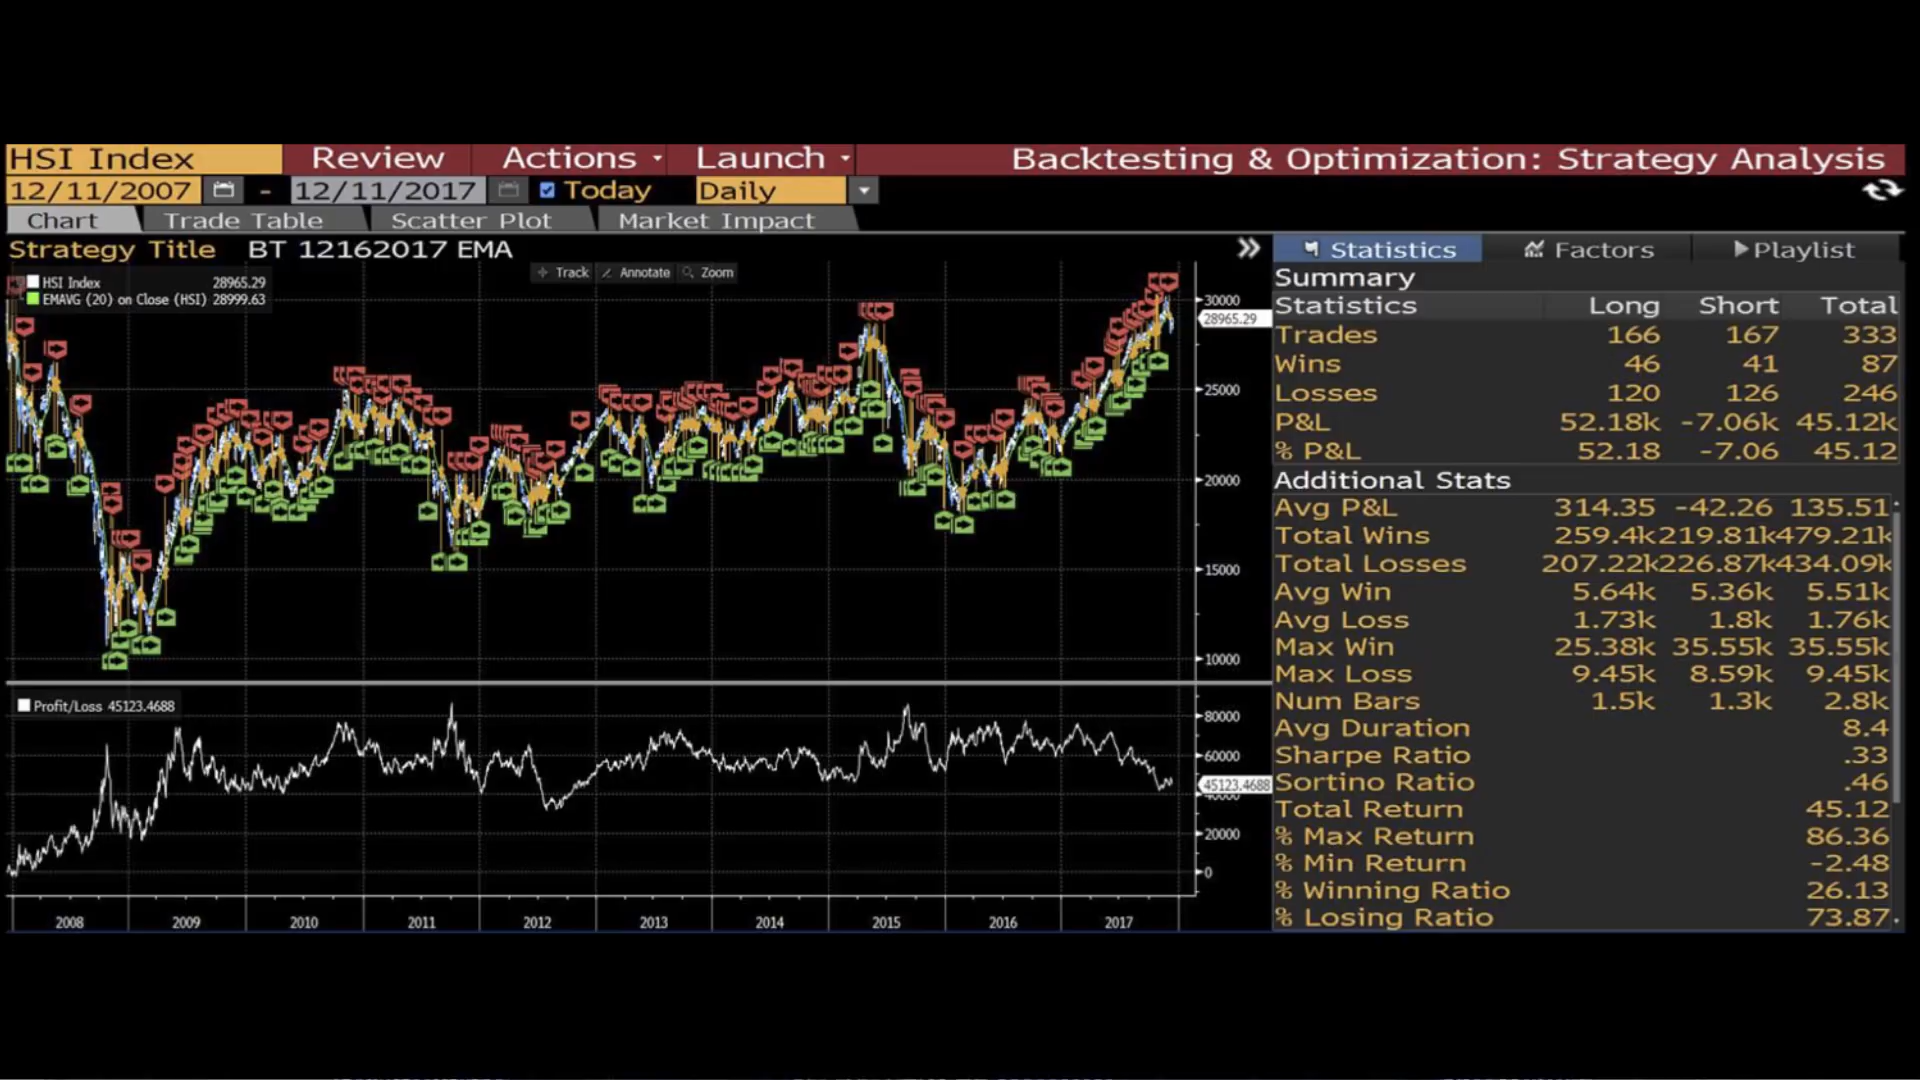 HSI Index Review Actions Launch Backtesting & Optimization: Strategy Analysis
12/11/2007 - 12/11/2017 Today Daily
Chart Trade Table Scatter Plot Market Impact
Strategy Title BT 12162017 EMA
Track Annotate Zoom
HSI Index 28965.29
EMAVG (20) on Close (HSI) 28999.63
30000
28965.29
25000
20000
15000
10000
Profit/Loss 45123.4688
80000
60000
45123.4688
40000
20000
0
2008 2009 2010 2011 2012 2013 2014 2015 2016 2017
Statistics Factors Playlist
Summary
Statistics Long Short Total
Trades 166 167 333
Wins 46 41 87
Losses 120 126 246
P&L 52.18k -7.06k 45.12k
% P&L 52.18 -7.06 45.12
Additional Stats
Avg P&L 314.35 -42.26 135.51
Total Wins 259.4k 219.81k 479.21k
Total Losses 207.22k 226.87k 434.09k
Avg Win 5.64k 5.36k 5.51k
Avg Loss 1.73k 1.8k 1.76k
Max Win 25.38k 35.55k 35.55k
Max Loss 9.45k 8.59k 9.45k
Num Bars 1.5k 1.3k 2.8k
Avg Duration 8.4
Sharpe Ratio .33
Sortino Ratio .46
Total Return 45.12
% Max Return 86.36
% Min Return -2.48
% Winning Ratio 26.13
% Losing Ratio 73.87